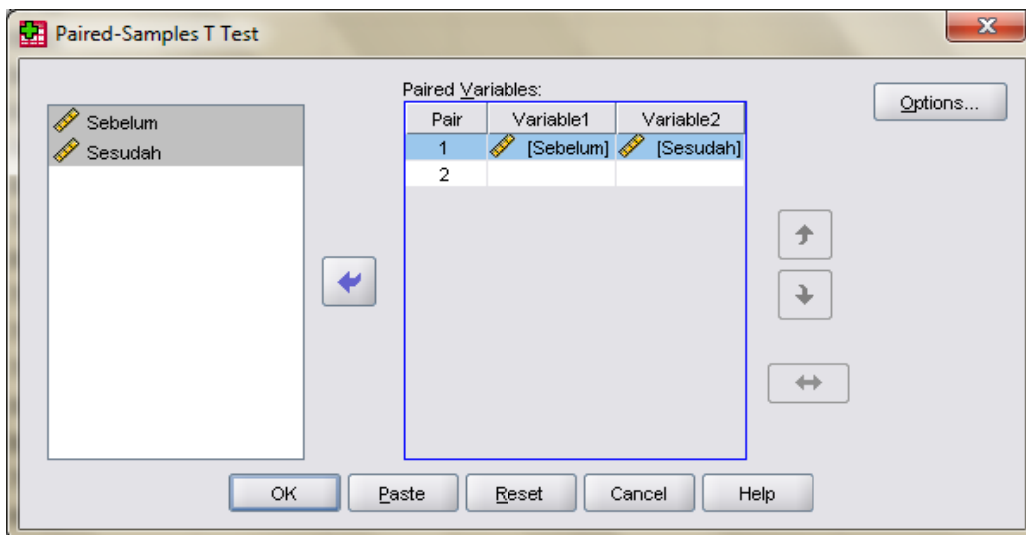 Paired-Samples T Test
Sebelum
Sesudah
Paired Variables:
Pair Variable1 Variable2
1 [Sebelum] [Sesudah]
2
Options...
OK Paste Reset Cancel Help